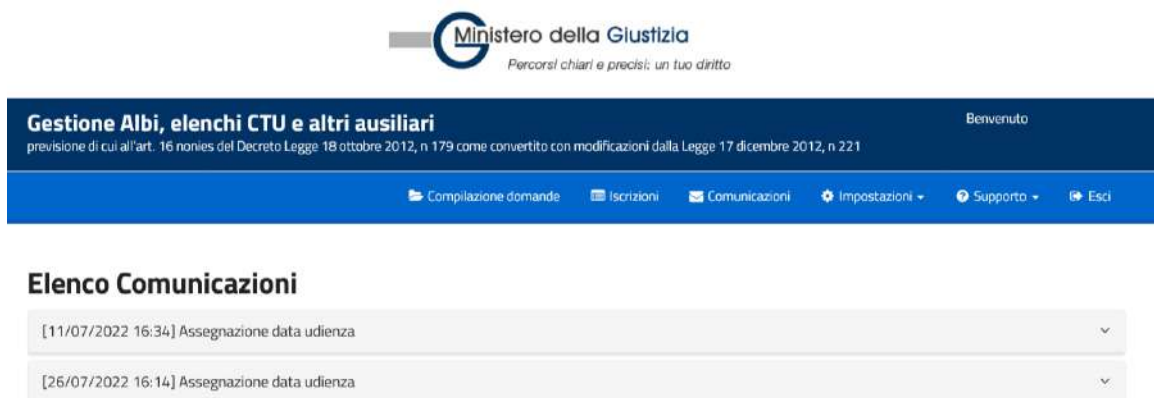 Ministero della Giustizia
Percorsi chiari e precisi: un tuo diritto
Gestione Albi, elenchi CTU e altri ausiliari
Benvenuto
previsione di cui all'art. 16 nonies del Decreto Legge 18 ottobre 2012, n 179 come convertito con modificazioni dalla Legge 17 dicembre 2012, n 221
Compilazione domande Iscrizioni Comunicazioni Impostazioni Supporto Esci
Elenco Comunicazioni
[11/07/2022 16:34] Assegnazione data udienza
[26/07/2022 16:14] Assegnazione data udienza